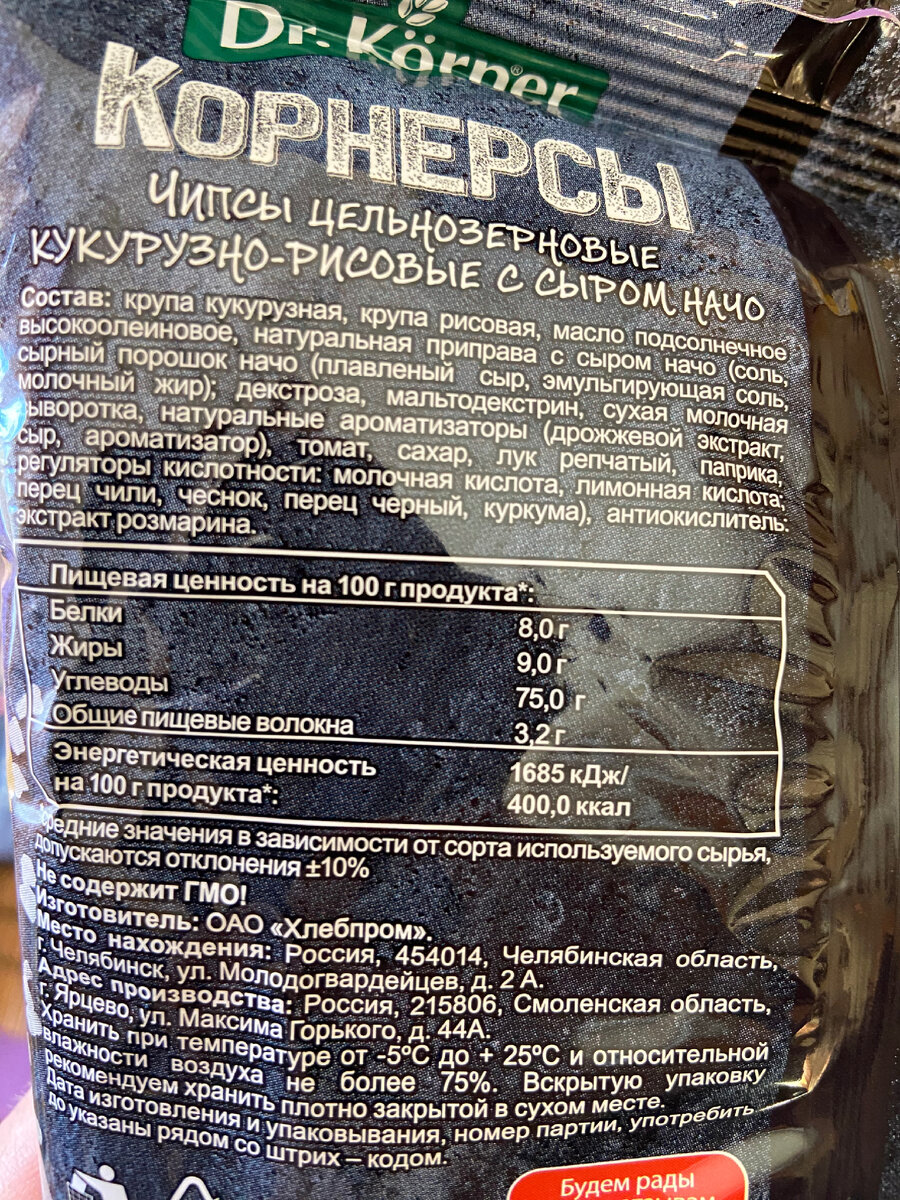 Dr. Körner®
КОРНЕРСЫ
ЧИПСЫ ЦЕЛЬНОЗЕРНОВЫЕ
КУКУРУЗНО-РИСОВЫЕ С СЫРОМ НАЧО
Состав: крупа кукурузная, крупа рисовая, масло подсолнечное
высокоолеиновое, натуральная приправа с сыром начо (соль,
сырный порошок начо (плавленый сыр, эмульгирующая соль,
молочный жир); декстроза, мальтодекстрин, сухая молочная
сыворотка, натуральные ароматизаторы (дрожжевой экстракт,
сыр, ароматизатор), томат, сахар, лук репчатый, паприка,
регуляторы кислотности: молочная кислота, лимонная кислота;
перец чили, чеснок, перец черный, куркума), антиокислитель:
экстракт розмарина.
Пищевая ценность на 100 г продукта*:
Белки 8,0 г
Жиры 9,0 г
Углеводы 75,0 г
Общие пищевые волокна 3,2 г
Энергетическая ценность 1685 кДж/
на 100 г продукта*: 400,0 ккал
средние значения в зависимости от сорта используемого сырья,
допускаются отклонения ±10%
Не содержит ГМО!
Изготовитель: ОАО «Хлебпром».
Место нахождения: Россия, 454014, Челябинская область,
г. Челябинск, ул. Молодогвардейцев, д. 2 А.
Адрес производства: Россия, 215806, Смоленская область,
г. Ярцево, ул. Максима Горького, д. 44А.
Хранить при температуре от -5ºС до + 25ºС и относительной
влажности воздуха не более 75%. Вскрытую упаковку
рекомендуем хранить плотно закрытой в сухом месте.
Дата изготовления и упаковывания, номер партии, употребить
до указаны рядом со штрих – кодом.
Будем рады